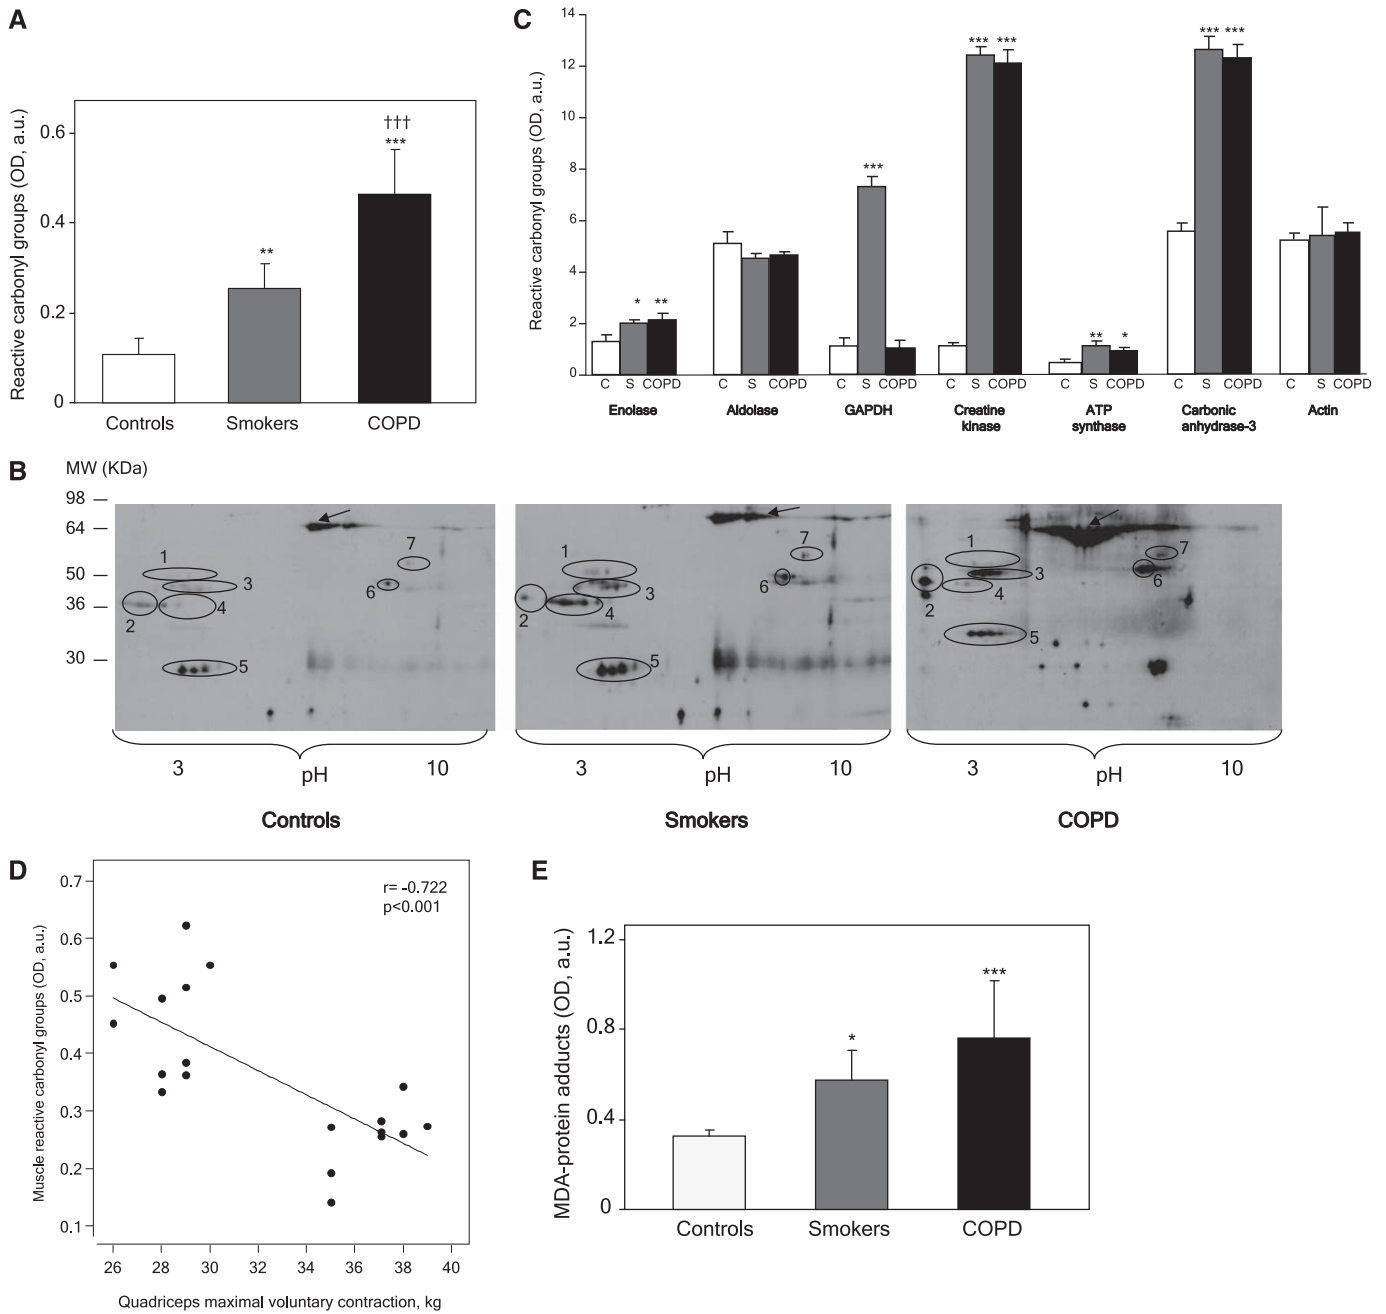 A
Reactive carbonyl groups (OD, a.u.)
0.6
0.4
0.2
0
**
†††
***
Controls Smokers COPD
C
Reactive carbonyl groups (OD, a.u.)
14
12
10
8
6
4
2
0
* **
***
*** ***
** *
*** ***
C S COPD C S COPD C S COPD C S COPD C S COPD C S COPD C S COPD
Enolase Aldolase GAPDH Creatine kinase ATP synthase Carbonic anhydrase-3 Actin
B
MW (KDa)
98
64
50
36
30
1
2
3
4
5
6
7
3 pH 10
Controls
1
2
3
4
5
6
7
3 pH 10
Smokers
1
2
3
4
5
6
7
3 pH 10
COPD
D
Muscle reactive carbonyl groups (OD, a.u.)
0.7
0.6
0.5
0.4
0.3
0.2
0.1
r= -0.722
p<0.001
26 28 30 32 34 36 38 40
Quadriceps maximal voluntary contraction, kg
E
MDA-protein adducts (OD, a.u.)
1.2
0.8
0.4
0
*
***
Controls Smokers COPD